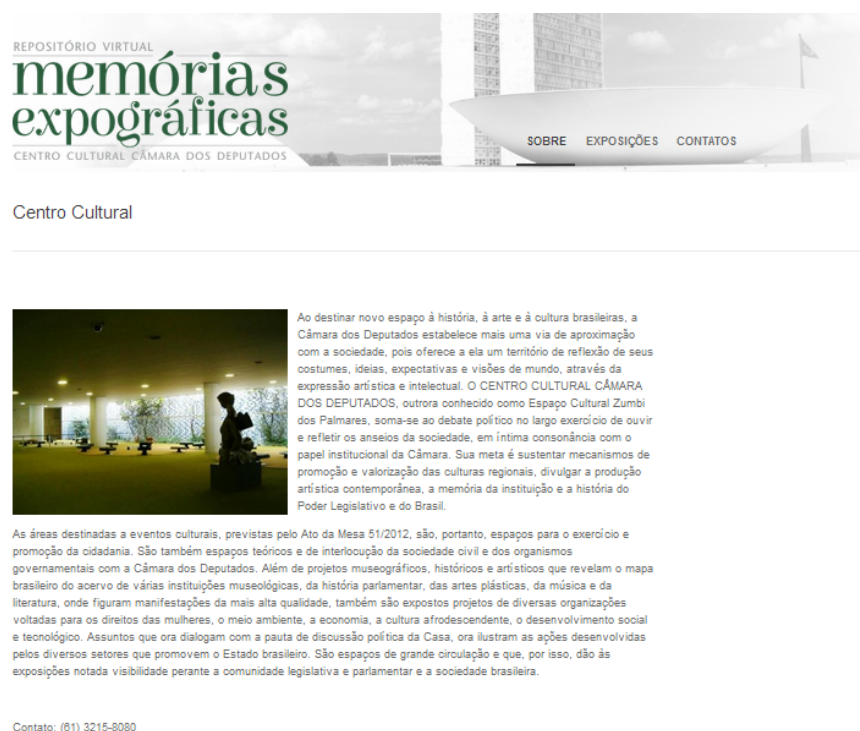 REPOSITÓRIO VIRTUAL
memórias
expográficas
CENTRO CULTURAL CÂMARA DOS DEPUTADOS
SOBRE EXPOSIÇÕES CONTATOS
Centro Cultural
Ao destinar novo espaço à história, à arte e à cultura brasileiras, a
Câmara dos Deputados estabelece mais uma via de aproximação
com a sociedade, pois oferece a ela um território de reflexão de seus
costumes, ideias, expectativas e visões de mundo, através da
expressão artística e intelectual. O CENTRO CULTURAL CÂMARA
DOS DEPUTADOS, outrora conhecido como Espaço Cultural Zumbi
dos Palmares, soma-se ao debate político no largo exercício de ouvir
e refletir os anseios da sociedade, em íntima consonância com o
papel institucional da Câmara. Sua meta é sustentar mecanismos de
promoção e valorização das culturas regionais, divulgar a produção
artística contemporânea, a memória da instituição e a história do
Poder Legislativo e do Brasil.
As áreas destinadas a eventos culturais, previstas pelo Ato da Mesa 51/2012, são, portanto, espaços para o exercício e
promoção da cidadania. São também espaços teóricos e de interlocução da sociedade civil e dos organismos
governamentais com a Câmara dos Deputados. Além de projetos museográficos, históricos e artísticos que revelam o mapa
brasileiro do acervo de várias instituições museológicas, da história parlamentar, das artes plásticas, da música e da
literatura, onde figuram manifestações da mais alta qualidade, também são expostos projetos de diversas organizações
voltadas para os direitos das mulheres, o meio ambiente, a economia, a cultura afrodescendente, o desenvolvimento social
e tecnológico. Assuntos que ora dialogam com a pauta de discussão política da Casa, ora ilustram as ações desenvolvidas
pelos diversos setores que promovem o Estado brasileiro. São espaços de grande circulação e que, por isso, dão às
exposições notada visibilidade perante a comunidade legislativa e parlamentar e a sociedade brasileira.
Contato: (61) 3215-8080